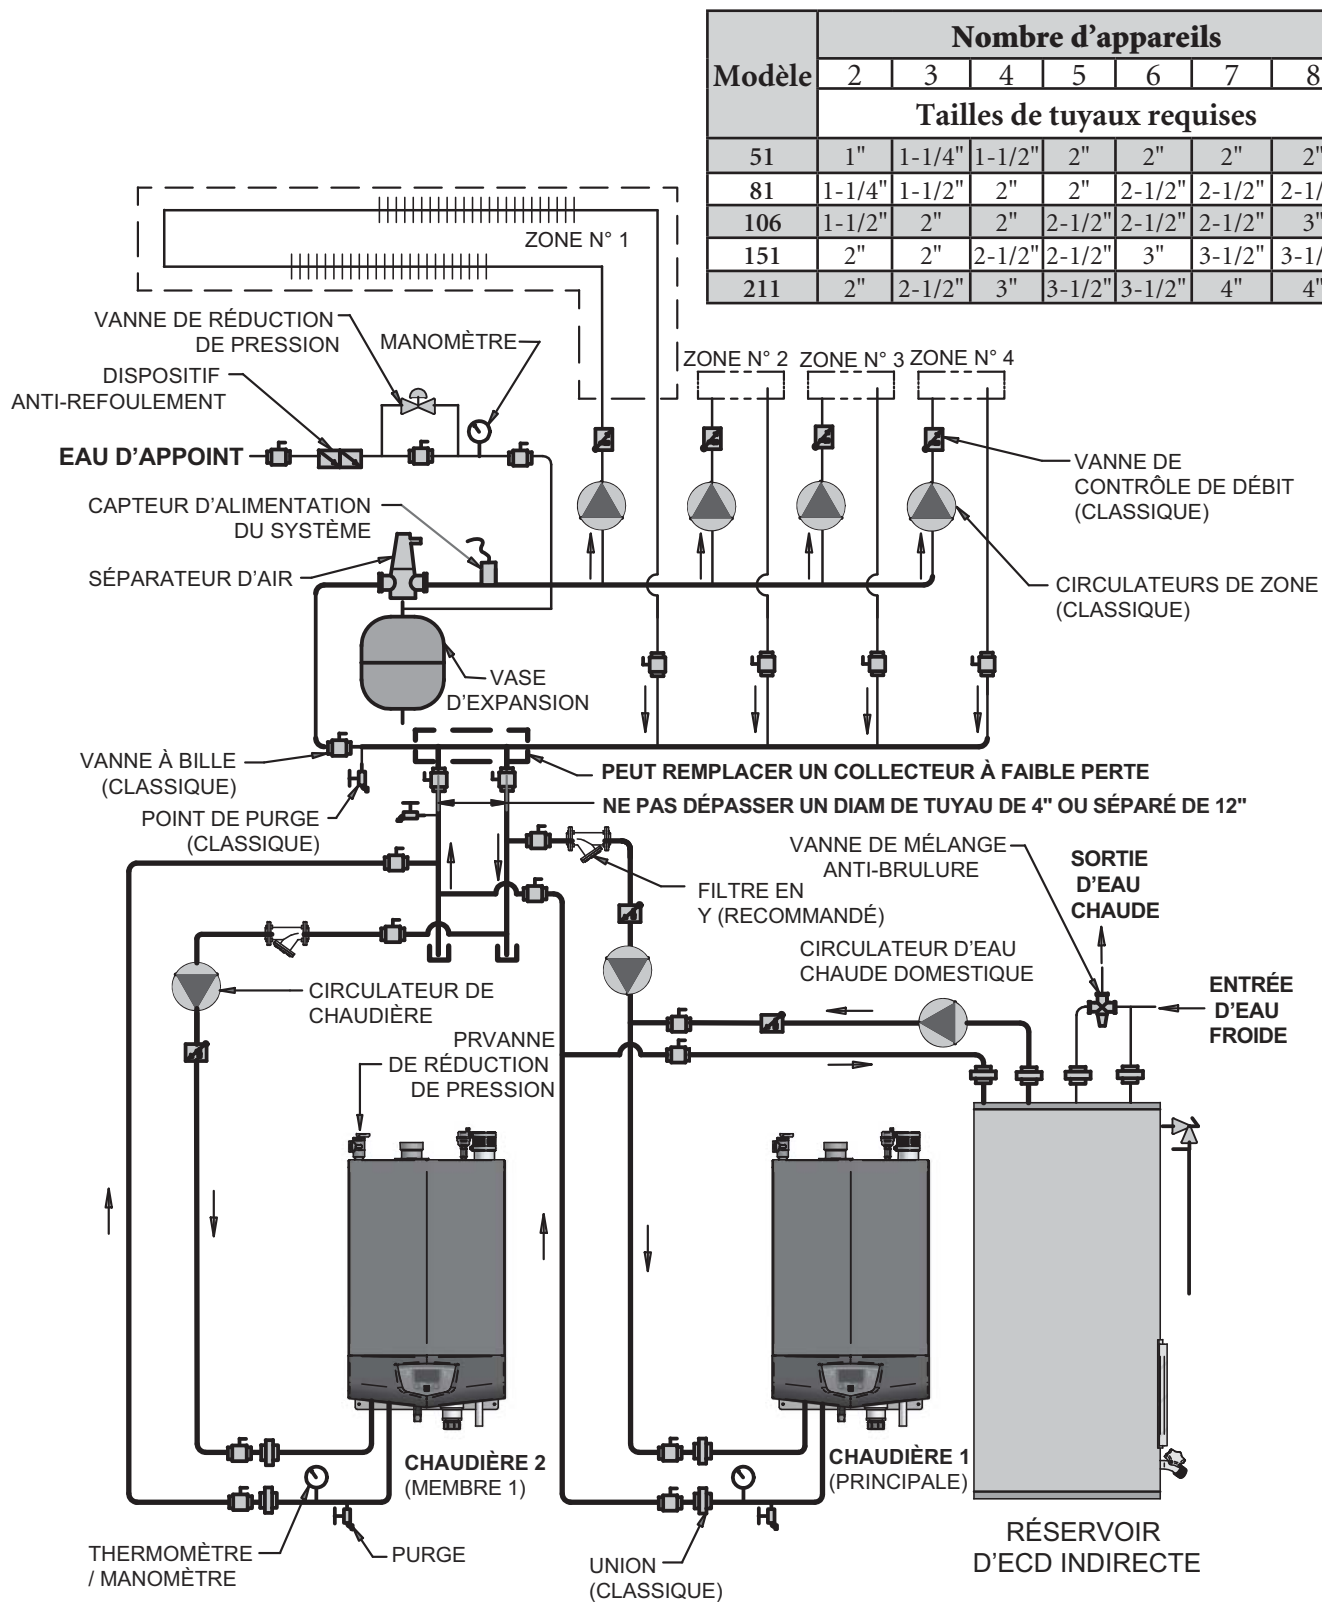 Nombre d'appareils
Modèle 2 3 4 5 6 7 8
Tailles de tuyaux requises
51 1" 1-1/4" 1-1/2" 2" 2" 2" 2"
81 1-1/4" 1-1/2" 2" 2" 2-1/2" 2-1/2" 2-1/
106 1-1/2" 2" 2" 2-1/2" 2-1/2" 2-1/2" 3"
151 2" 2" 2-1/2" 2-1/2" 3" 3-1/2" 3-1/
211 2" 2-1/2" 3" 3-1/2" 3-1/2" 4" 4"
ZONE N° 1
VANNE DE RÉDUCTION
DE PRESSION
MANOMÈTRE
DISPOSITIF
ANTI-REFOULEMENT
ZONE N° 2
ZONE N° 3
ZONE N° 4
EAU D'APPOINT
VANNE DE
CONTRÔLE DE DÉBIT
(CLASSIQUE)
CAPTEUR D'ALIMENTATION
DU SYSTÈME
SÉPARATEUR D'AIR
CIRCULATEURS DE ZONE
(CLASSIQUE)
VASE
D'EXPANSION
VANNE À BILLE
(CLASSIQUE)
PEUT REMPLACER UN COLLECTEUR À FAIBLE PERTE
NE PAS DÉPASSER UN DIAM DE TUYAU DE 4" OU SÉPARÉ DE 12"
POINT DE PURGE
(CLASSIQUE)
VANNE DE MÉLANGE
ANTI-BRULURE
SORTIE
D'EAU
CHAUDE
FILTRE EN
Y (RECOMMANDÉ)
CIRCULATEUR D'EAU
CHAUDE DOMESTIQUE
CIRCULATEUR DE
CHAUDIÈRE
ENTRÉE
D'EAU
FROIDE
PRVANNE
DE RÉDUCTION
DE PRESSION
CHAUDIÈRE 2
(MEMBRE 1)
CHAUDIÈRE 1
(PRINCIPALE)
THERMOMÈTRE
/ MANOMÈTRE
PURGE
UNION
(CLASSIQUE)
RÉSERVOIR
D'ECD INDIRECTE